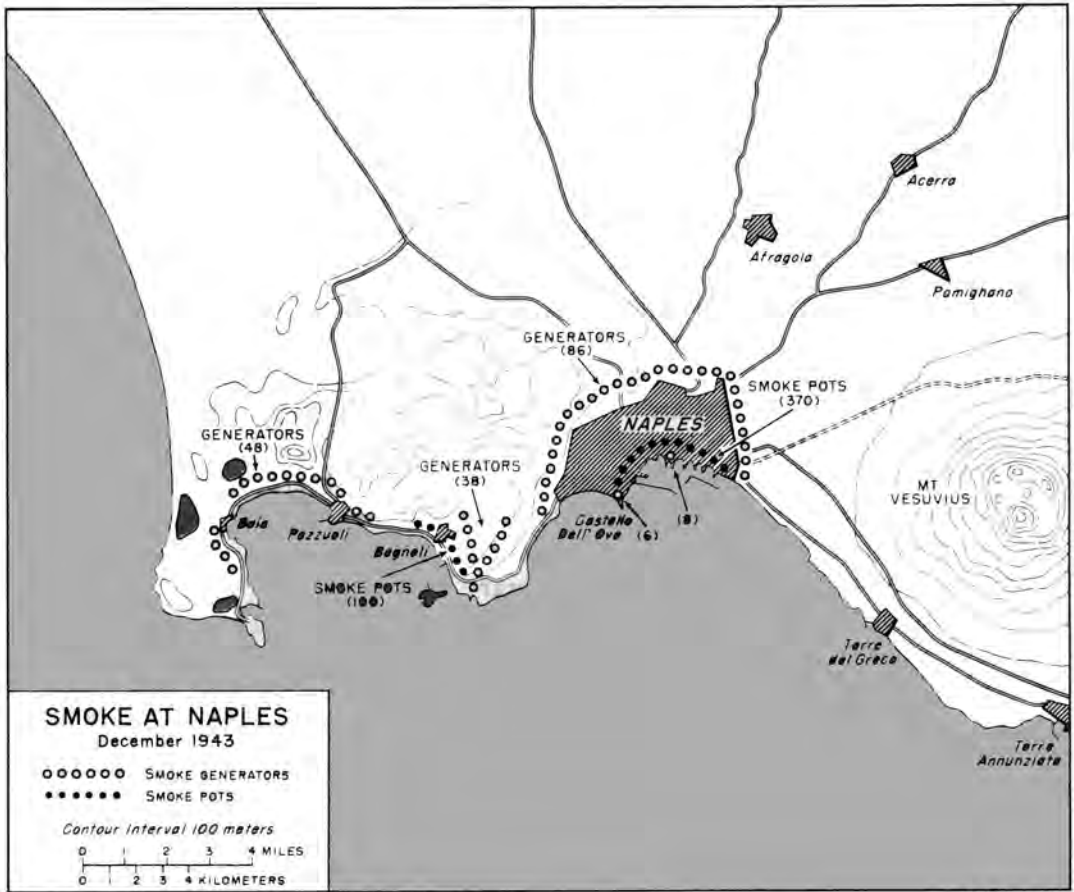 Acerra
Afragola
Pomigliano
GENERATORS
(86)
SMOKE POTS
(370)
NAPLES
GENERATORS
(48)
GENERATORS
(38)
MT
VESUVIUS
Baia
Pozzuoli
Bagnoli
Castello
Dell' Ovo
(6)
(8)
SMOKE POTS
(100)
Torre
del Greco
Torre
Annunziata
SMOKE AT NAPLES
December 1943
SMOKE GENERATORS
SMOKE POTS
Contour Interval 100 meters
0 1 2 3 4 MILES
0 1 2 3 4 KILOMETERS